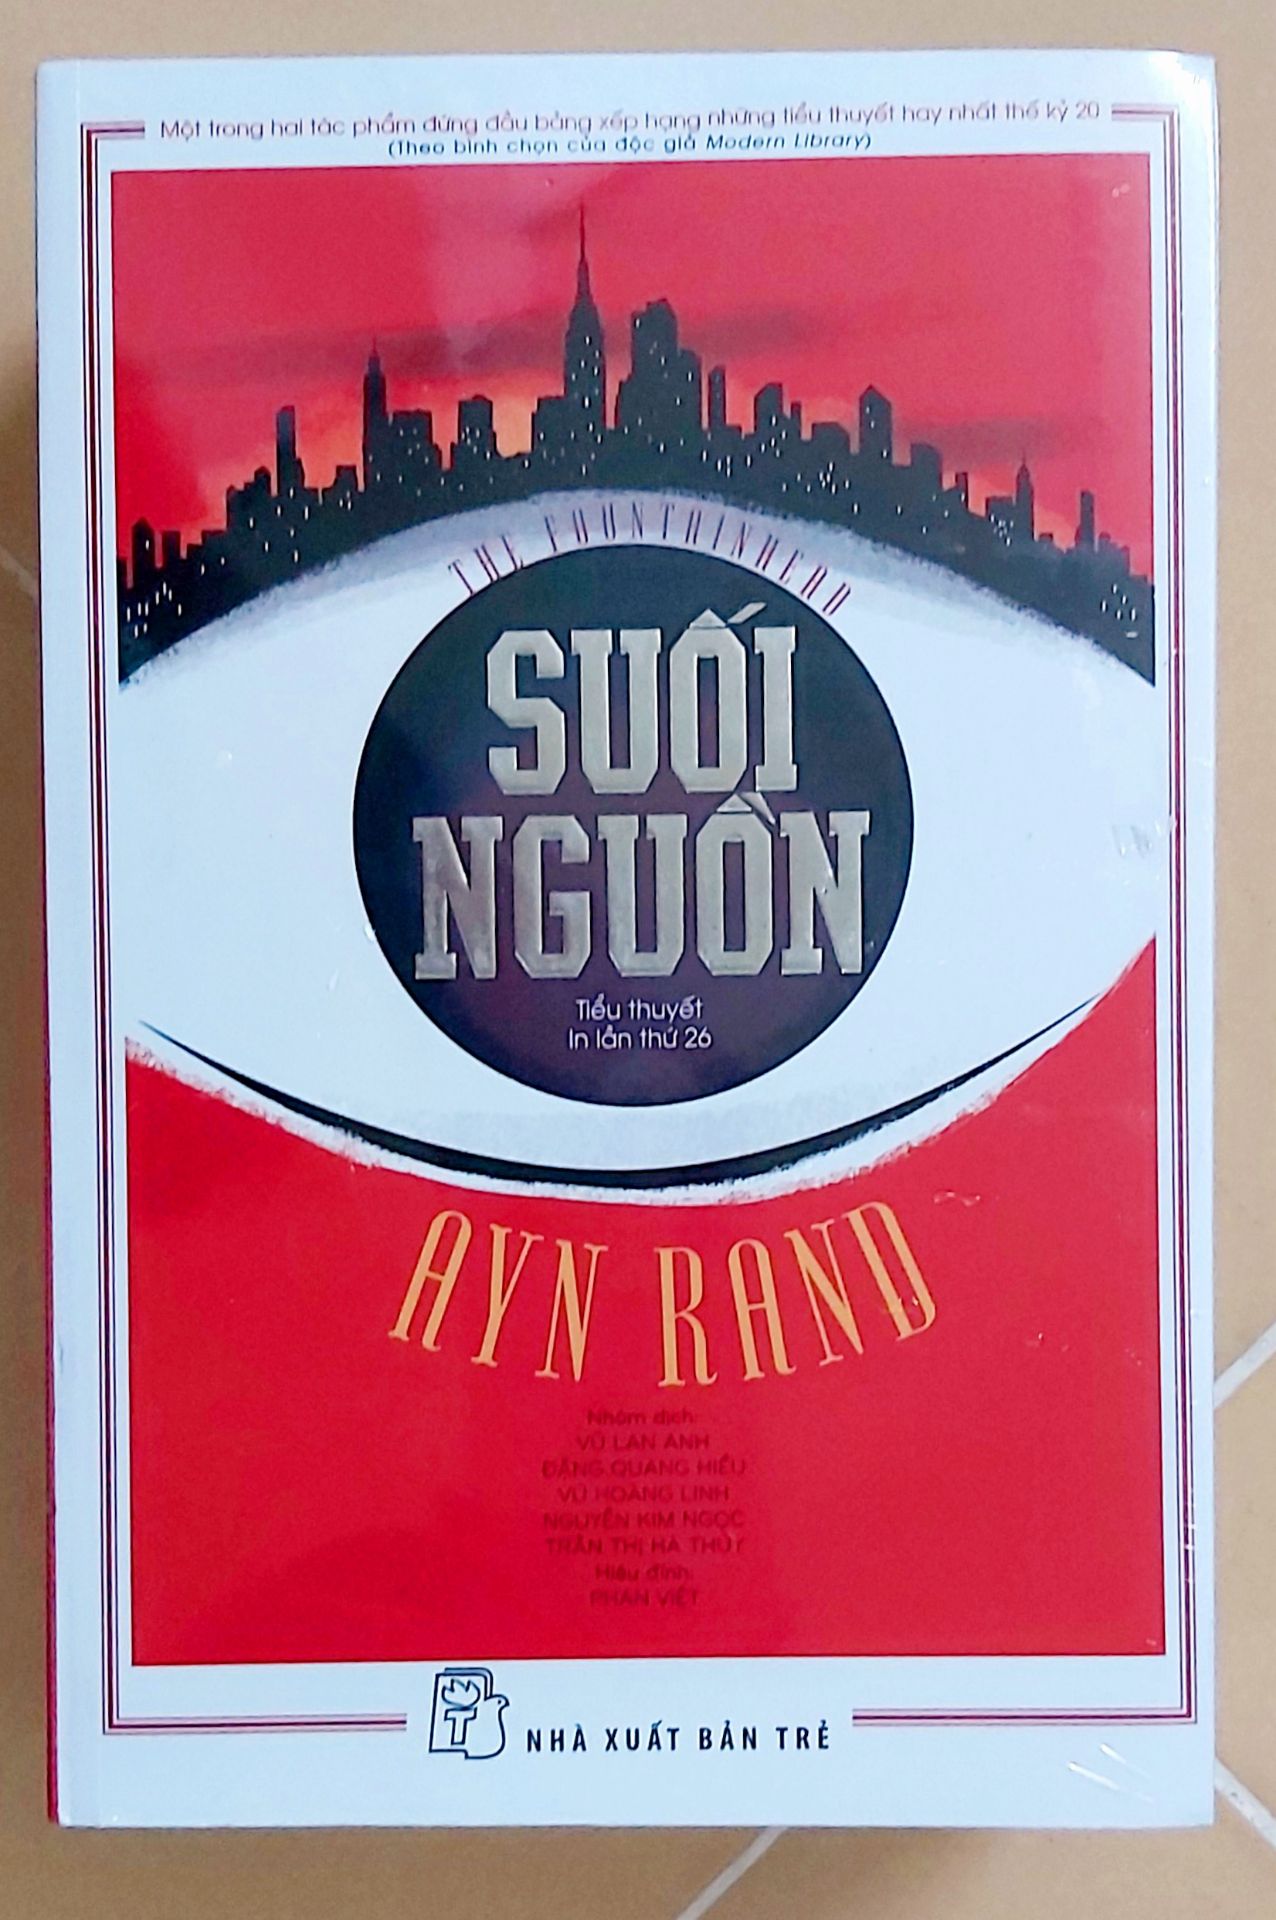 Một trong hai tác phẩm đứng đầu bảng xếp hạng những tiểu thuyết hay nhất thế kỷ 20
(Theo bình chọn của độc giả Modern Library)
THE FOUNTAINHEAD
SUỐI
NGUỒN
Tiểu thuyết
In lần thứ 26
AYN RAND
Nhóm dịch:
VŨ LAN ANH
ĐẶNG QUANG HIẾU
VŨ HOÀNG LINH
NGUYỄN KIM NGỌC
TRẦN THỊ HÀ THỦY
Hiệu đính:
PHAN VIỆT
T
NHÀ XUẤT BẢN TRẺ